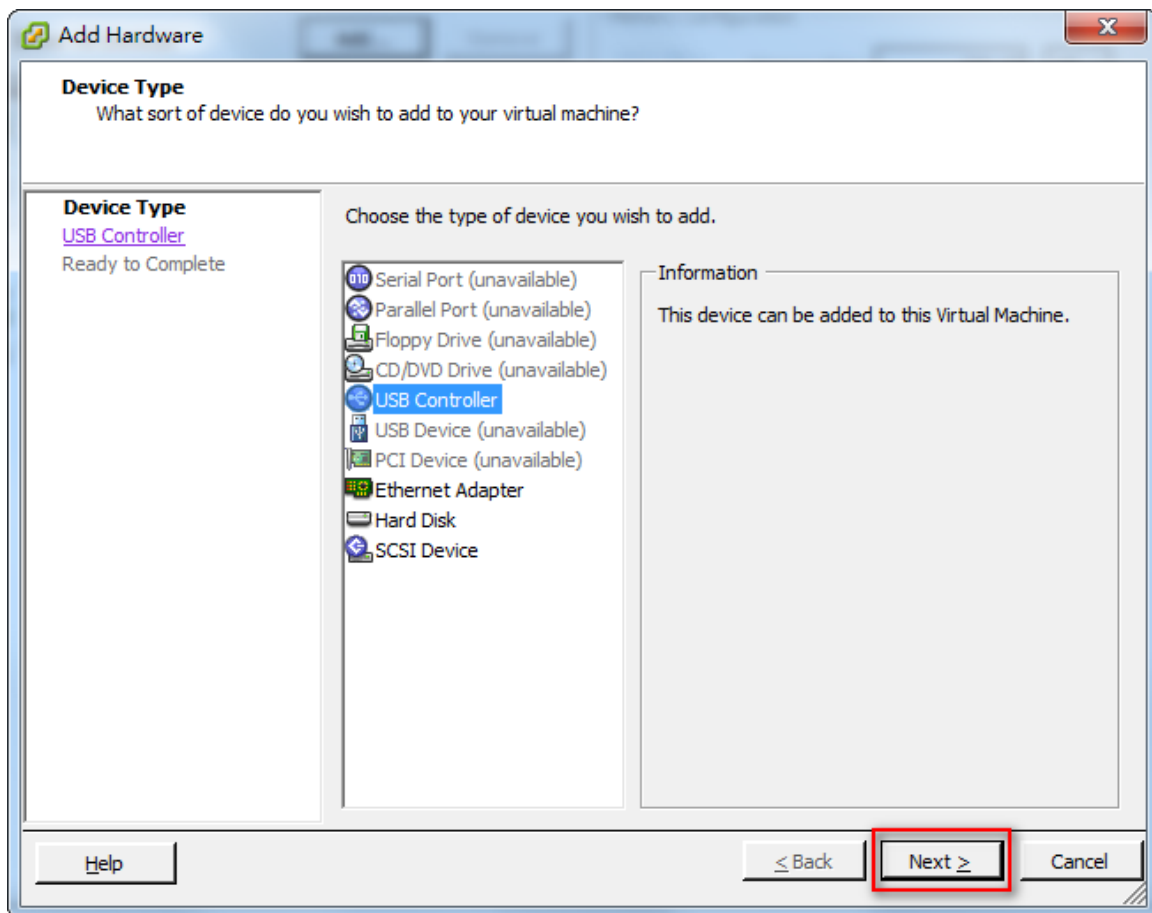 Add Hardware
Device Type
What sort of device do you wish to add to your virtual machine?
Device Type
USB Controller
Ready to Complete
Choose the type of device you wish to add.
Serial Port (unavailable)
Parallel Port (unavailable)
Floppy Drive (unavailable)
CD/DVD Drive (unavailable)
USB Controller
USB Device (unavailable)
PCI Device (unavailable)
Ethernet Adapter
Hard Disk
SCSI Device
Information
This device can be added to this Virtual Machine.
Help
< Back
Next >
Cancel